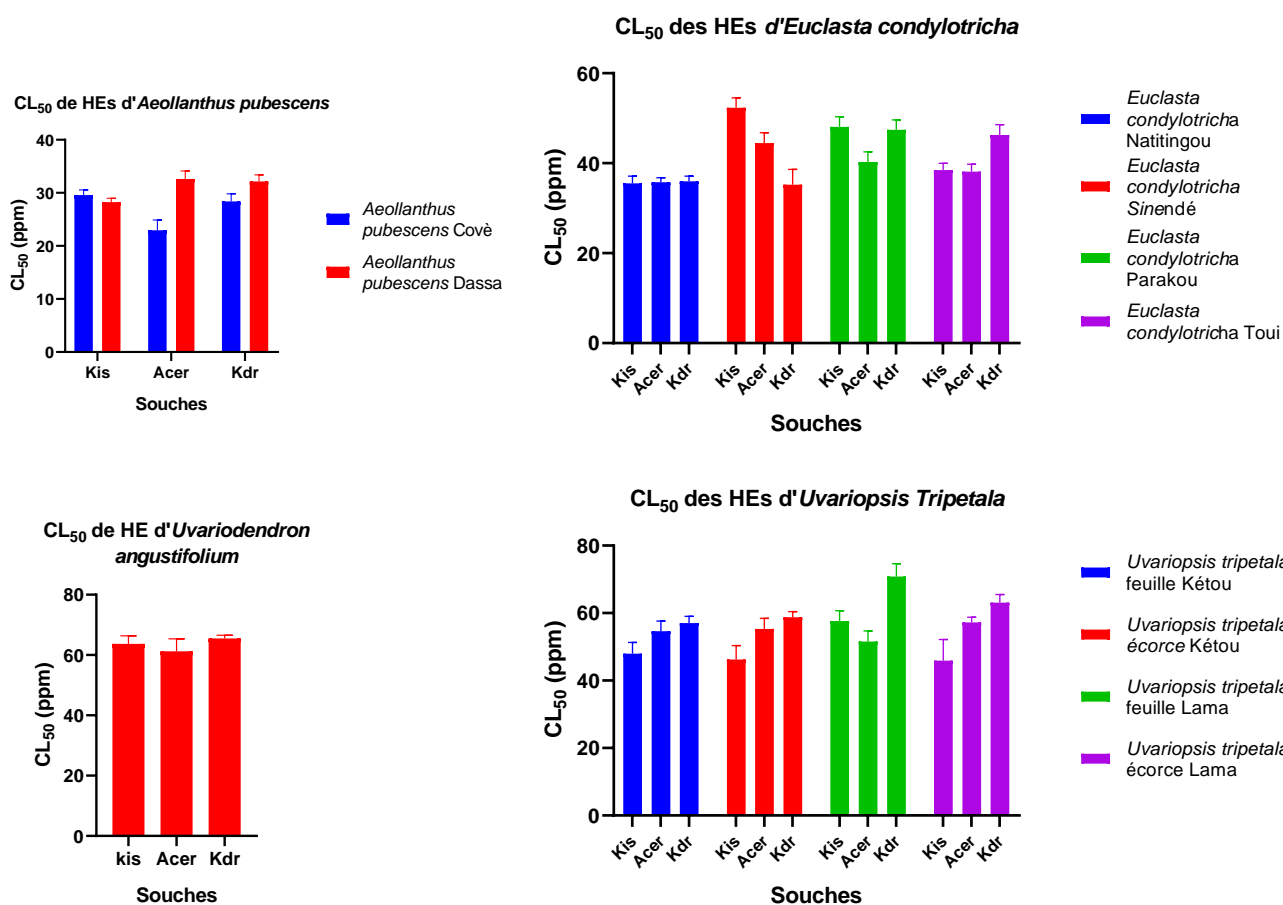 CL50 de HEs d'Aeollanthus pubescens
40
30
20
10
0
CL50 (ppm)
Kis Acer Kdr
Souches
Aeollanthus
pubescens Covè
Aeollanthus
pubescens Dassa
CL50 des HEs d'Euclasta condylotricha
60
40
20
0
CL50 (ppm)
Kis Acer Kdr Kis Acer Kdr Kis Acer Kdr Kis Acer Kdr
Souches
Euclasta
condylotricha
Natitingou
Euclasta
condylotricha
Sinendé
Euclasta
condylotricha
Parakou
Euclasta
condylotricha Toui
CL50 de HE d'Uvariodendron
angustifolium
80
60
40
20
0
CL50 (ppm)
kis Acer Kdr
Souches
CL50 des HEs d'Uvariopsis Tripetala
80
60
40
20
0
CL50 (ppm)
Kis Acer Kdr Kis Acer Kdr Kis Acer Kdr Kis Acer Kdr
Souches
Uvariopsis tripetala
feuille Kétou
Uvariopsis tripetala
écorce Kétou
Uvariopsis tripetala
feuille Lama
Uvariopsis tripetala
écorce Lama